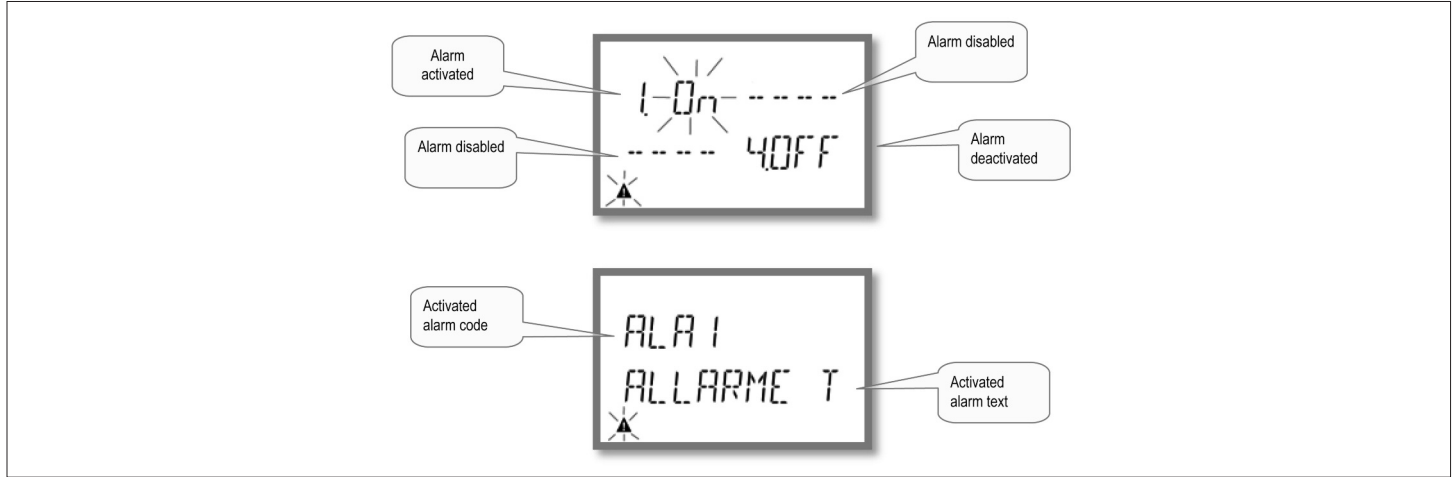 Alarm
activated
Alarm disabled
1. On ----
Alarm disabled
---- 4.OFF
Alarm
deactivated
Activated
alarm code
ALA1
ALLARME T
Activated
alarm text